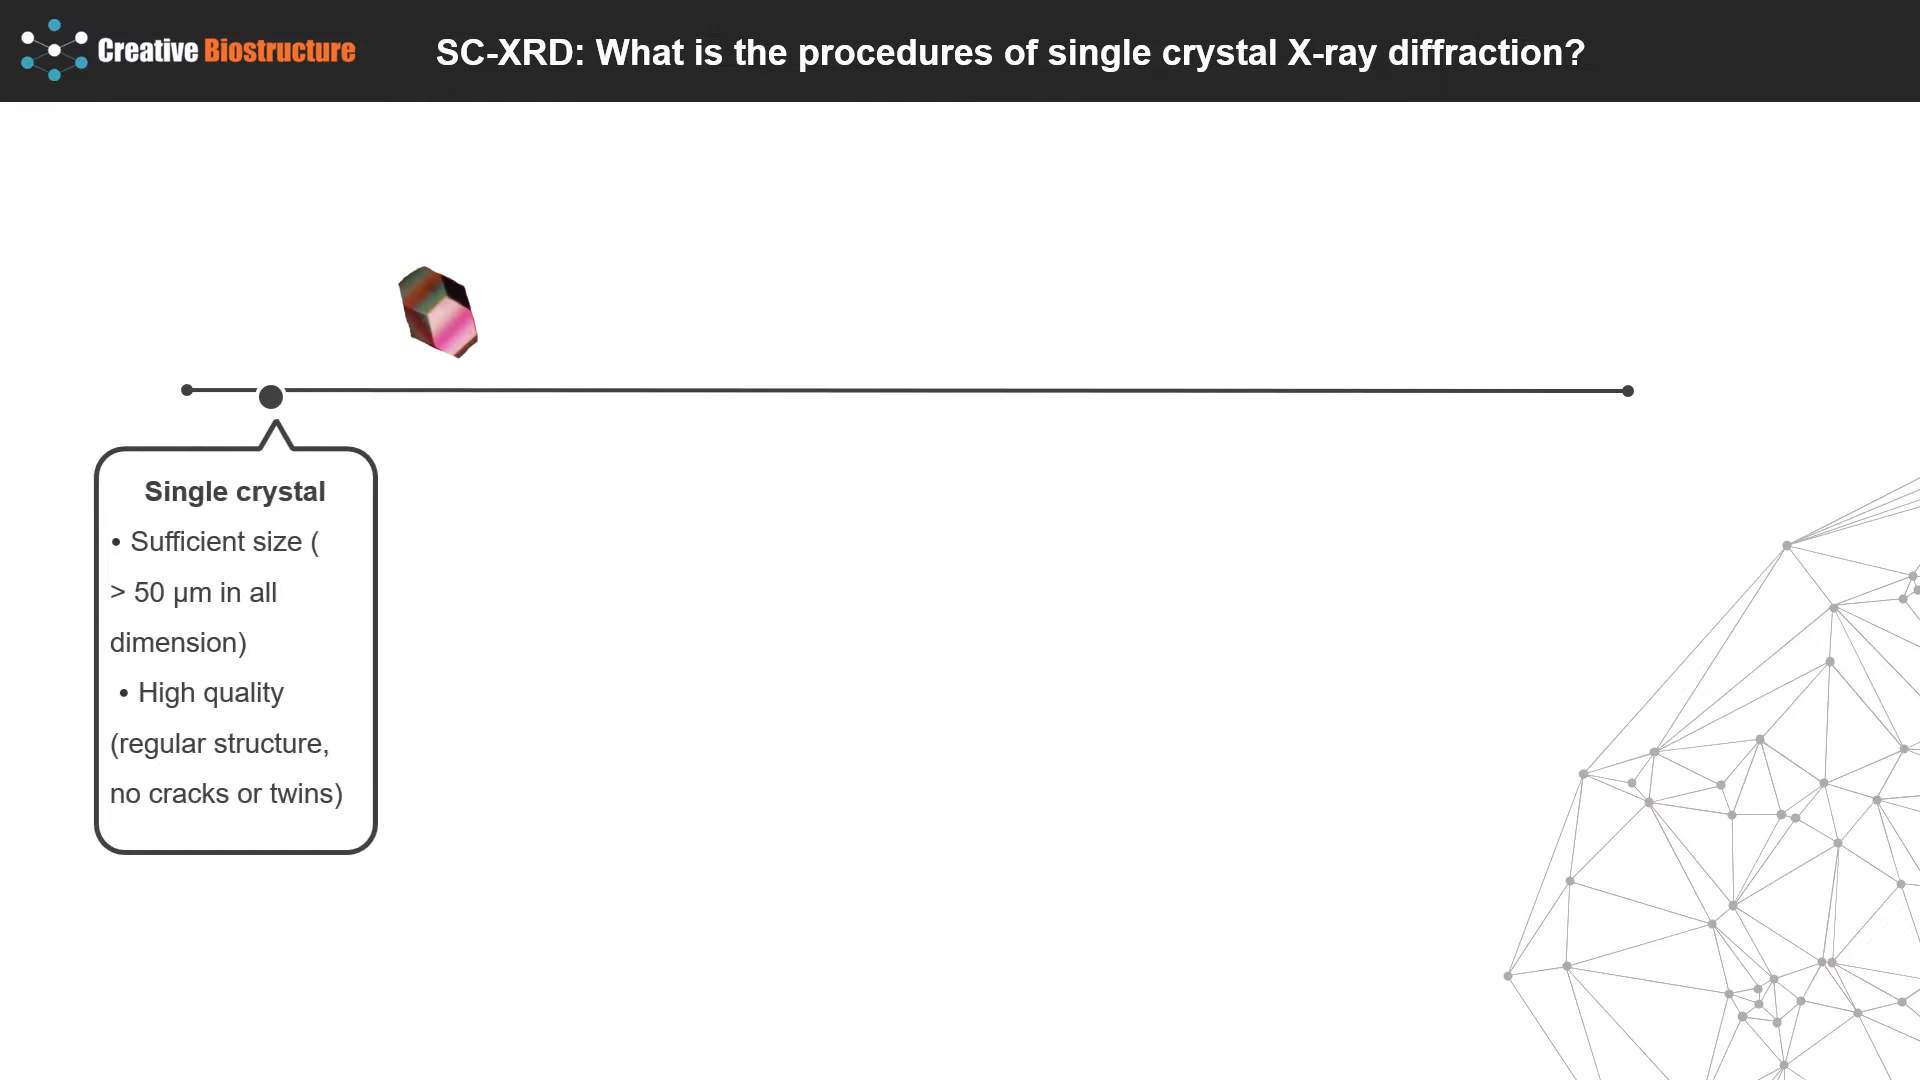 Creative Biostructure
SC-XRD: What is the procedures of single crystal X-ray diffraction?
Single crystal
• Sufficient size (
> 50 μm in all
dimension)
• High quality
(regular structure,
no cracks or twins)